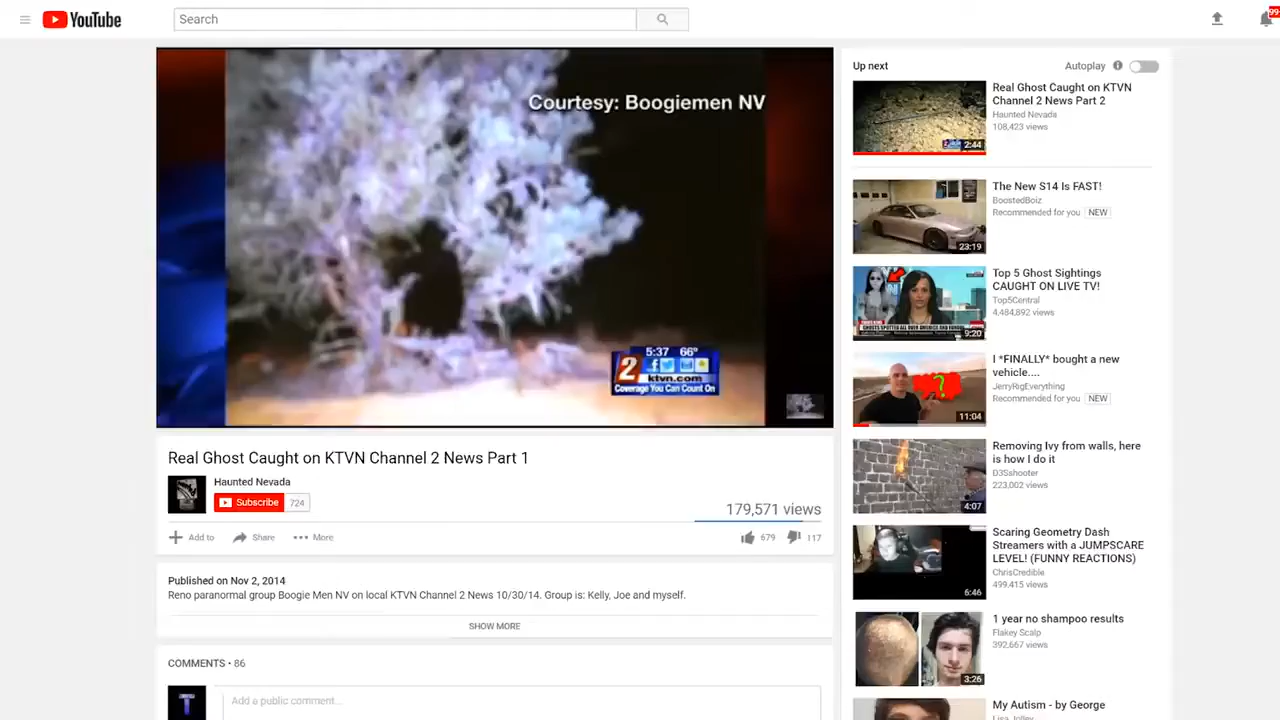 YouTube
Search
99+
Courtesy: Boogiemen NV
5:37 66°
2
ktvn.com
Coverage You Can Count On
Real Ghost Caught on KTVN Channel 2 News Part 1
Haunted Nevada
Subscribe 724
179,571 views
Add to Share More
679 117
Published on Nov 2, 2014
Reno paranormal group Boogie Men NV on local KTVN Channel 2 News 10/30/14. Group is: Kelly, Joe and myself.
SHOW MORE
COMMENTS • 86
T
Add a public comment...
Up next
Autoplay
Real Ghost Caught on KTVN
Channel 2 News Part 2
Haunted Nevada
108,423 views
2:44
The New S14 Is FAST!
BoostedBoiz
Recommended for you NEW
23:19
Top 5 Ghost Sightings
CAUGHT ON LIVE TV!
Top5Central
4,484,892 views
9:20
I *FINALLY* bought a new
vehicle....
JerryRigEverything
Recommended for you NEW
?
11:04
Removing Ivy from walls, here
is how I do it
D3Sshooter
223,002 views
4:07
Scaring Geometry Dash
Streamers with a JUMPSCARE
LEVEL! (FUNNY REACTIONS)
ChrisCredible
499,415 views
6:46
1 year no shampoo results
Flakey Scalp
392,667 views
3:26
My Autism - by George
Lisa Jolley